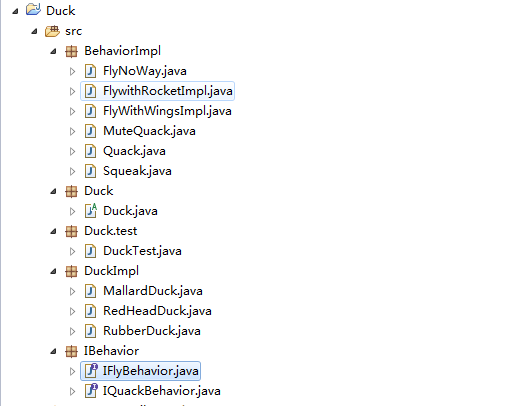 Duck
src
BehaviorImpl
FlyNoWay.java
FlywithRocketImpl.java
FlyWithWingsImpl.java
MuteQuack.java
Quack.java
Squeak.java
Duck
Duck.java
Duck.test
DuckTest.java
DuckImpl
MallardDuck.java
RedHeadDuck.java
RubberDuck.java
IBehavior
IFlyBehavior.java
IQuackBehavior.java